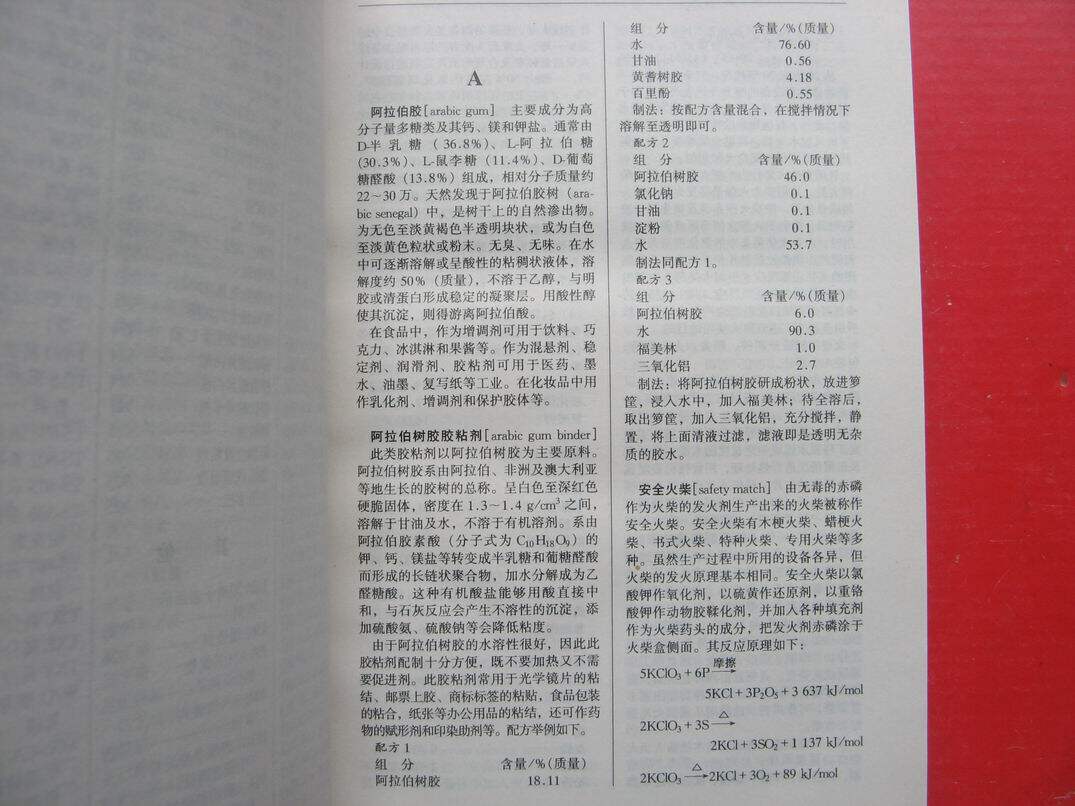 A
阿拉伯胶[arabic gum] 主要成分为高
分子量多糖类及其钙、镁和钾盐。通常由
D-半乳糖(36.8%)、L-阿拉伯糖
(30.3%)、L-鼠李糖(11.4%)、D-葡萄
糖醛酸(13.8%)组成，相对分子质量约
22～30万。天然发现于阿拉伯胶树(ara-
bic senegal)中，是树干上的自然渗出物。
为无色至淡黄褐色半透明块状，或为白色
至淡黄色粒状或粉末。无臭、无味。在水
中可逐渐溶解或呈酸性的粘稠状液体，溶
解度约50%(质量)，不溶于乙醇，与明
胶或清蛋白形成稳定的凝聚层。用酸性醇
使其沉淀，则得游离阿拉伯酸。
在食品中，作为增调剂可用于饮料、巧
克力、冰淇淋和果酱等。作为混悬剂、稳
定剂、润滑剂、胶粘剂可用于医药、墨
水、油墨、复写纸等工业。在化妆品中用
作乳化剂、增调剂和保护胶体等。
阿拉伯树胶胶粘剂[arabic gum binder]
此类胶粘剂以阿拉伯树胶为主要原料。
阿拉伯树胶系由阿拉伯、非洲及澳大利亚
等地生长的胶树的总称。呈白色至深红色
硬脆固体，密度在1.3～1.4 g/cm³之间，
溶解于甘油及水，不溶于有机溶剂。系由
阿拉伯胶素酸(分子式为C₁₀H₁₈O₉)的
钾、钙、镁盐等转变成半乳糖和葡糖醛酸
而形成的长链状聚合物，加水分解成为乙
醛糖酸。这种有机酸盐能够用酸直接中
和，与石灰反应会产生不溶性的沉淀，添
加硫酸氨、硫酸钠等会降低粘度。
由于阿拉伯树胶的水溶性很好，因此此
胶粘剂配制十分方便，既不要加热又不需
要促进剂。此胶粘剂常用于光学镜片的粘
结、邮票上胶、商标标签的粘贴，食品包装
的粘合，纸张等办公用品的粘结，还可作药
物的赋形剂和印染助剂等。配方举例如下。
配方1
组 分 含量/%(质量)
阿拉伯树胶 18.11
组 分 含量/%(质量)
水 76.60
甘油 0.56
黄蓍树胶 4.18
百里酚 0.55
制法：按配方含量混合，在搅拌情况下
溶解至透明即可。
配方2
组 分 含量/%(质量)
阿拉伯树胶 46.0
氯化钠 0.1
甘油 0.1
淀粉 0.1
水 53.7
制法同配方1。
配方3
组 分 含量/%(质量)
阿拉伯树胶 6.0
水 90.3
福美林 1.0
三氧化铝 2.7
制法：将阿拉伯树胶研成粉状，放进箩
筐，浸入水中，加入福美林；待全溶后，
取出箩筐，加入三氧化铝，充分搅拌，静
置，将上面清液过滤，滤液即是透明无杂
质的胶水。
安全火柴[safety match] 由无毒的赤磷
作为火柴的发火剂生产出来的火柴被称作
安全火柴。安全火柴有木梗火柴、蜡梗火
柴、书式火柴、特种火柴、专用火柴等多
种。虽然生产过程中所用的设备各异，但
火柴的发火原理基本相同。安全火柴以氯
酸钾作氧化剂，以硫黄作还原剂，以重铬
酸钾作动物胶鞣化剂，并加入各种填充剂
作为火柴药头的成分，把发火剂赤磷涂于
火柴盒侧面。其反应原理如下：
摩擦
5KClO₃+6P→
5KCl+3P₂O₅+3 637 kJ/mol
△
2KClO₃+3S→
2KCl+3SO₂+1 137 kJ/mol
△
2KClO₃→2KCl+3O₂+89 kJ/mol